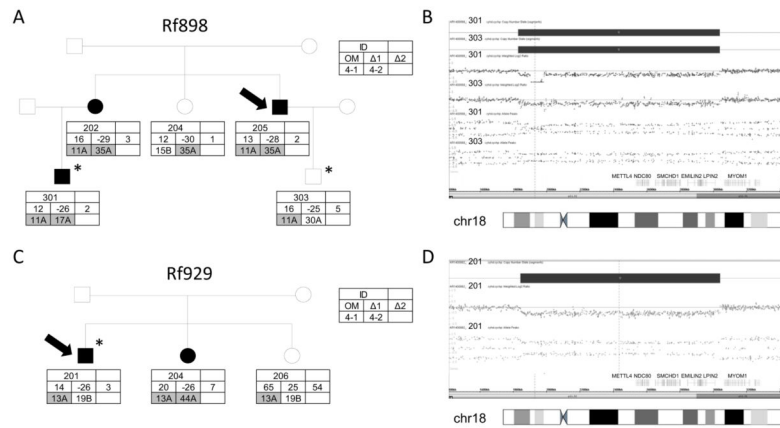 A
Rf898
ID
OM Δ1 Δ2
4-1 4-2
202
16 -29 3
11A 35A
204
12 -30 1
15B 35A
205
13 -28 2
11A 35A
*
301
12 -26 2
11A 17A
*
303
16 -25 5
11A 30A
B
301
303
301
303
301
303
METTL4 NDC80 SMCHD1 EMILIN2 LPIN2 MYOM1
chr18
C
Rf929
ID
OM Δ1 Δ2
4-1 4-2
*
201
14 -26 3
13A 19B
204
20 -26 7
13A 44A
206
65 25 54
13A 19B
D
201
201
METTL4 NDC80 SMCHD1 EMILIN2 LPIN2 MYOM1
chr18